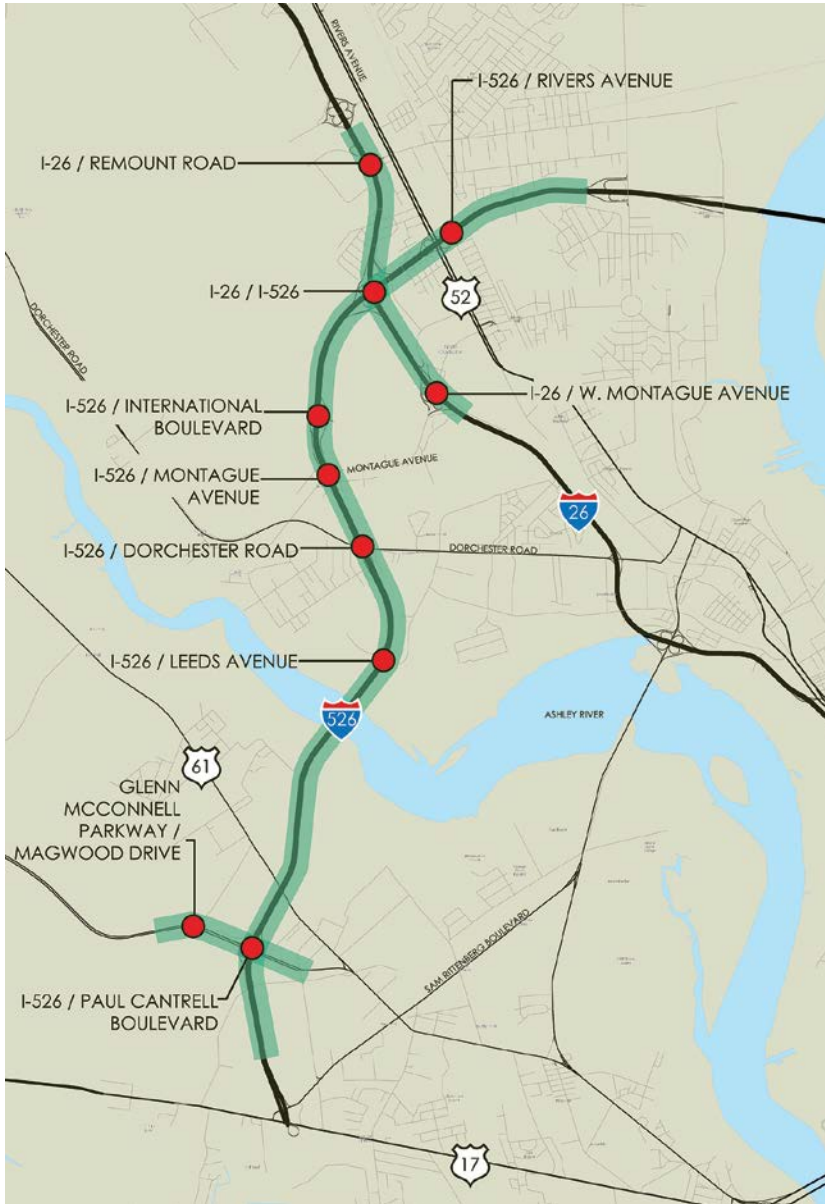 RIVERS AVENUE
I-526 / RIVERS AVENUE
I-26 / REMOUNT ROAD
I-26 / I-526
52
DORCHESTER ROAD
I-26 / W. MONTAGUE AVENUE
I-526 / INTERNATIONAL
BOULEVARD
MONTAGUE AVENUE
I-526 / MONTAGUE
AVENUE
26
I-526 / DORCHESTER ROAD
DORCHESTER ROAD
I-526 / LEEDS AVENUE
526
ASHLEY RIVER
61
GLENN
MCCONNELL
PARKWAY /
MAGWOOD DRIVE
SAM RITTENBERG BOULEVARD
I-526 / PAUL CANTRELL
BOULEVARD
17